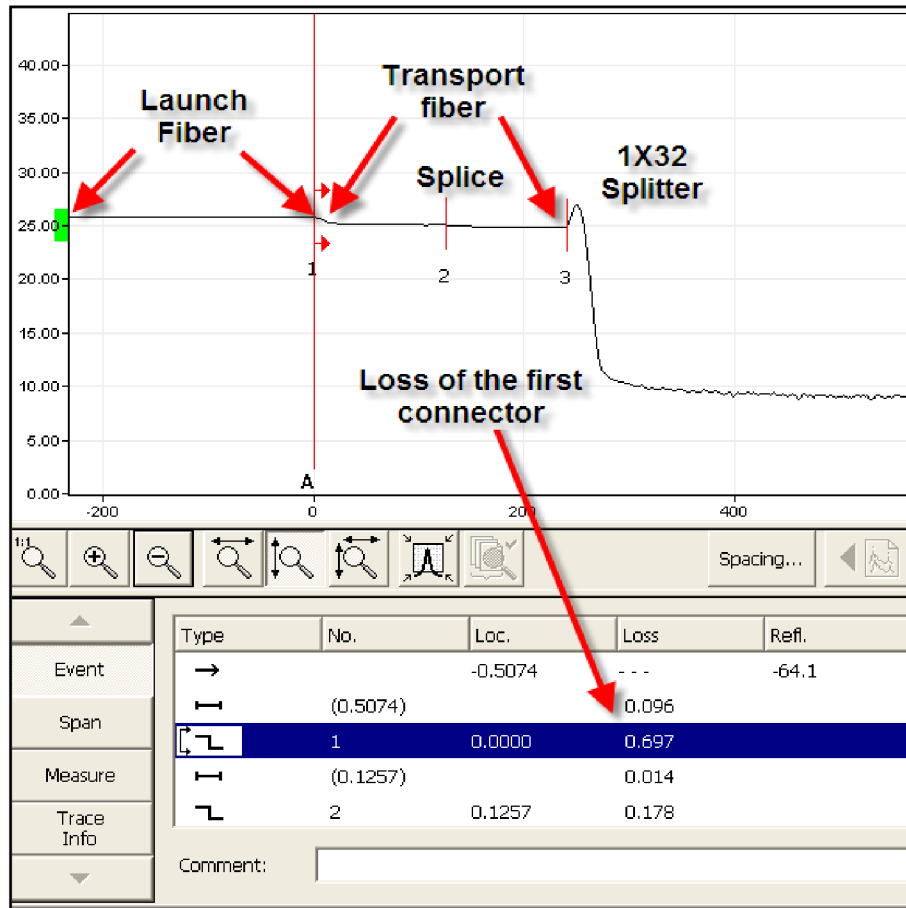 40.00
35.00
30.00
25.00
20.00
15.00
10.00
5.00
0.00
Launch
Fiber
Transport
fiber
Splice
1X32
Splitter
1
2
3
Loss of the first
connector
A
-200
0
200
400
1:1
Spacing...
Event
Span
Measure
Trace
Info
Type No. Loc. Loss Refl.
-0.5074 --- -64.1
(0.5074) 0.096
1 0.0000 0.697
(0.1257) 0.014
2 0.1257 0.178
Comment: